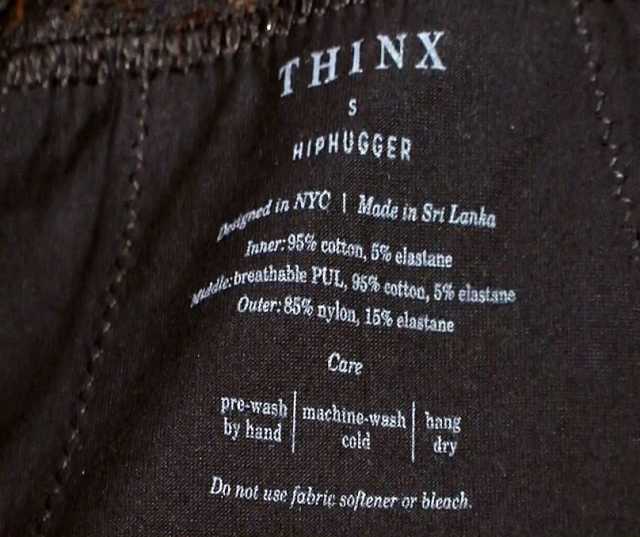 THINX
S
HIPHUGGER
Designed in NYC | Made in Sri Lanka
Inner: 95% cotton, 5% elastane
Middle: breathable PUL, 95% cotton, 5% elastane
Outer: 85% nylon, 15% elastane
Care
pre-wash by hand | machine-wash cold | hang dry
Do not use fabric softener or bleach.